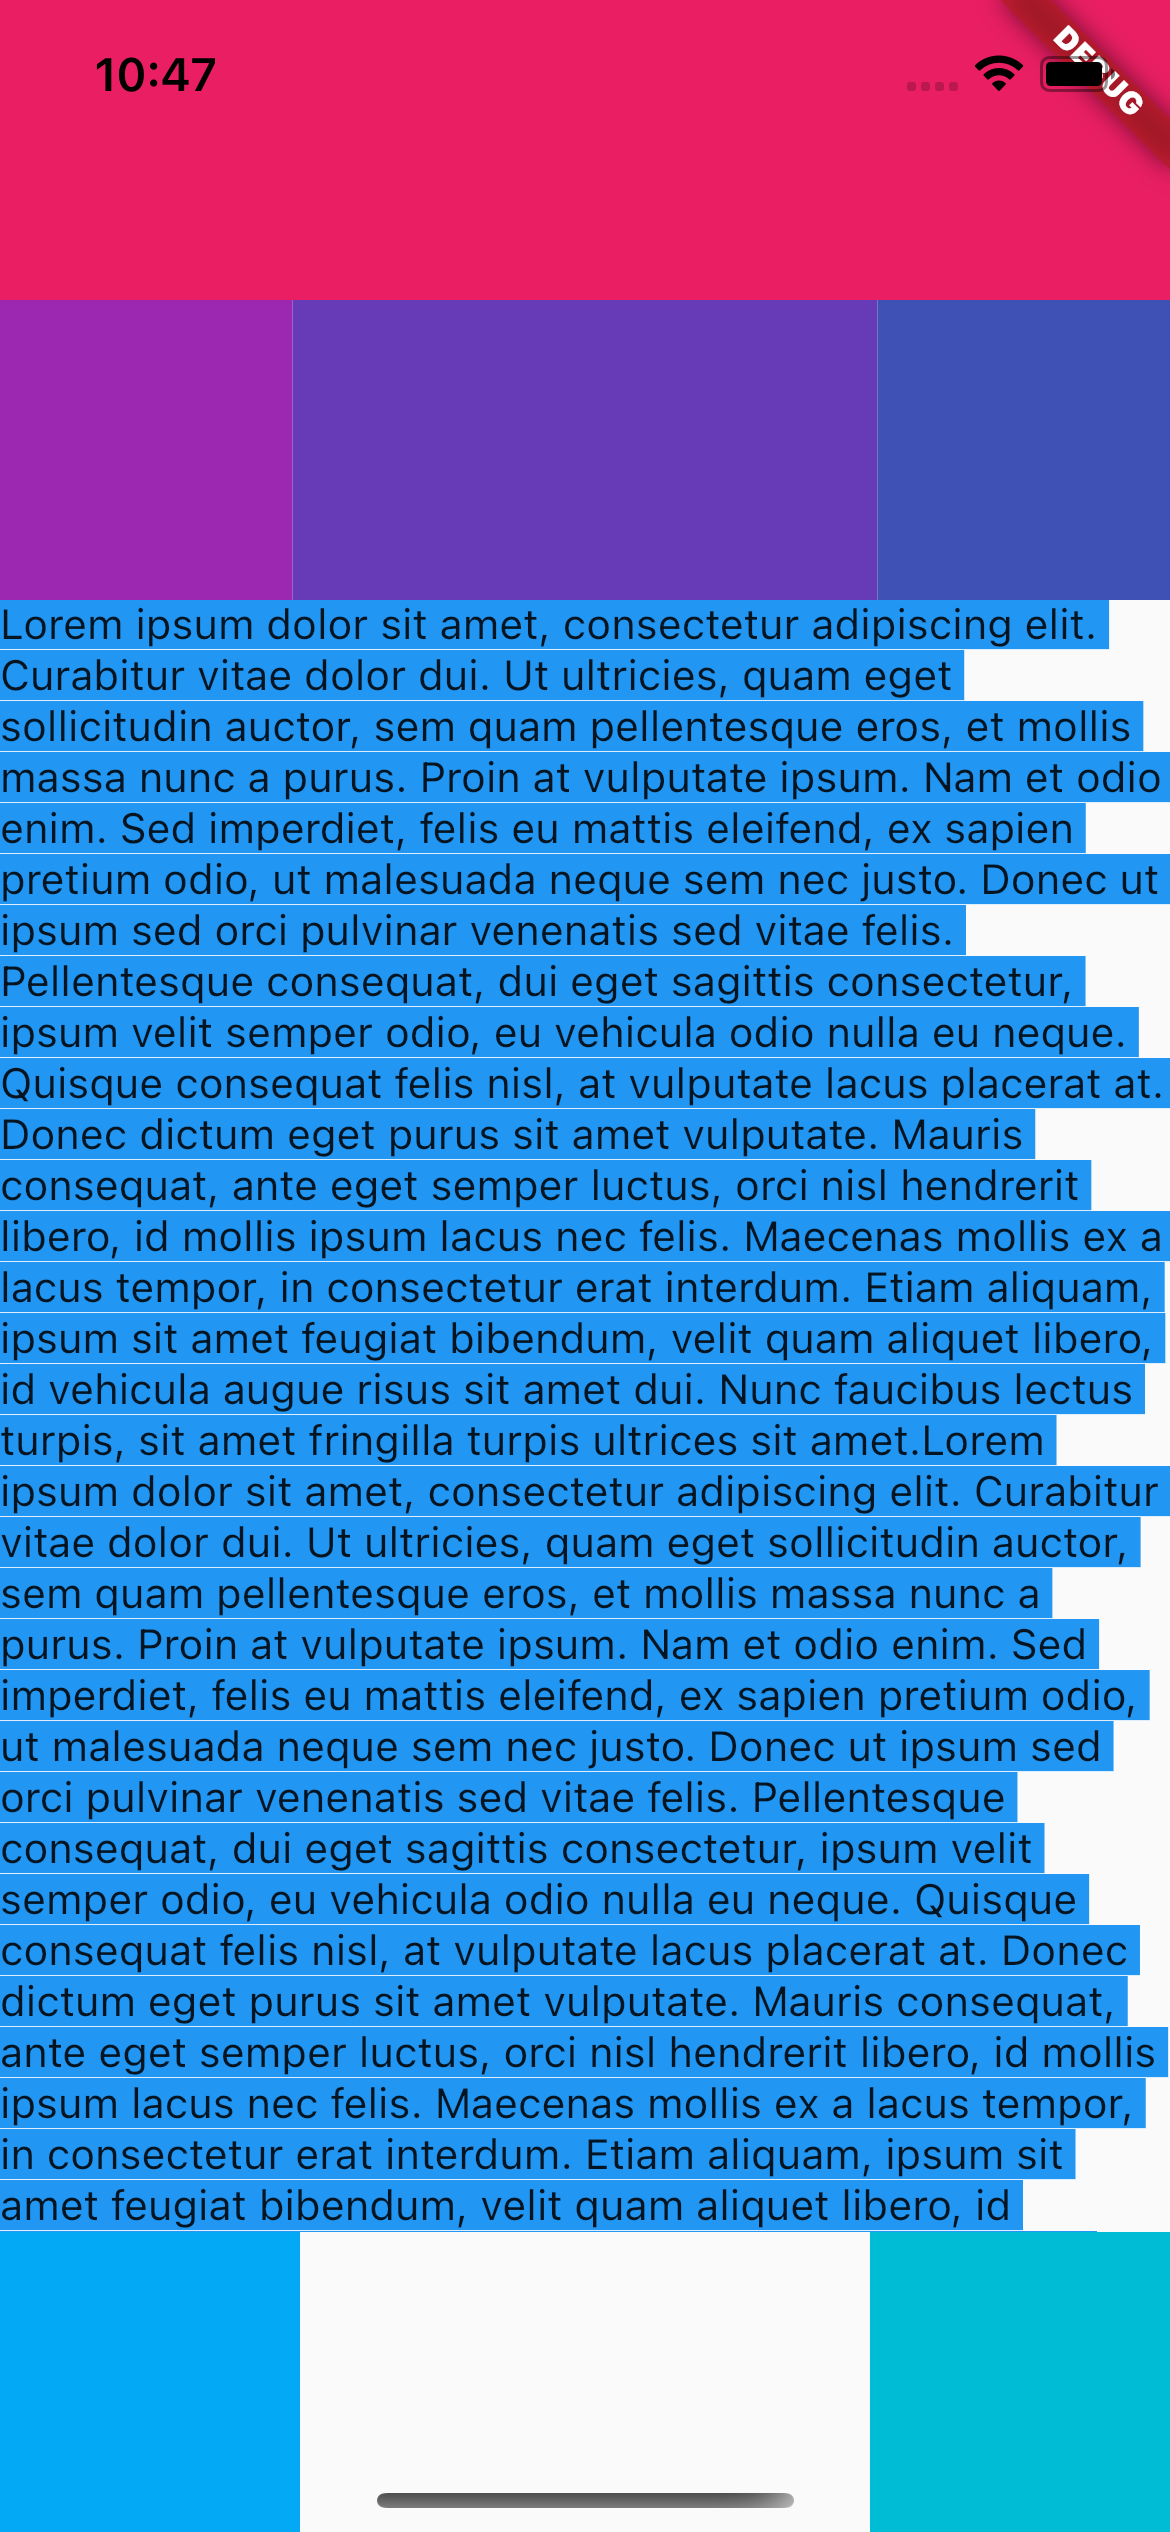 10:47
DEBUG
Lorem ipsum dolor sit amet, consectetur adipiscing elit.
Curabitur vitae dolor dui. Ut ultricies, quam eget
sollicitudin auctor, sem quam pellentesque eros, et mollis
massa nunc a purus. Proin at vulputate ipsum. Nam et odio
enim. Sed imperdiet, felis eu mattis eleifend, ex sapien
pretium odio, ut malesuada neque sem nec justo. Donec ut
ipsum sed orci pulvinar venenatis sed vitae felis.
Pellentesque consequat, dui eget sagittis consectetur,
ipsum velit semper odio, eu vehicula odio nulla eu neque.
Quisque consequat felis nisl, at vulputate lacus placerat at.
Donec dictum eget purus sit amet vulputate. Mauris
consequat, ante eget semper luctus, orci nisl hendrerit
libero, id mollis ipsum lacus nec felis. Maecenas mollis ex a
lacus tempor, in consectetur erat interdum. Etiam aliquam,
ipsum sit amet feugiat bibendum, velit quam aliquet libero,
id vehicula augue risus sit amet dui. Nunc faucibus lectus
turpis, sit amet fringilla turpis ultrices sit amet.Lorem
ipsum dolor sit amet, consectetur adipiscing elit. Curabitur
vitae dolor dui. Ut ultricies, quam eget sollicitudin auctor,
sem quam pellentesque eros, et mollis massa nunc a
purus. Proin at vulputate ipsum. Nam et odio enim. Sed
imperdiet, felis eu mattis eleifend, ex sapien pretium odio,
ut malesuada neque sem nec justo. Donec ut ipsum sed
orci pulvinar venenatis sed vitae felis. Pellentesque
consequat, dui eget sagittis consectetur, ipsum velit
semper odio, eu vehicula odio nulla eu neque. Quisque
consequat felis nisl, at vulputate lacus placerat at. Donec
dictum eget purus sit amet vulputate. Mauris consequat,
ante eget semper luctus, orci nisl hendrerit libero, id mollis
ipsum lacus nec felis. Maecenas mollis ex a lacus tempor,
in consectetur erat interdum. Etiam aliquam, ipsum sit
amet feugiat bibendum, velit quam aliquet libero, id